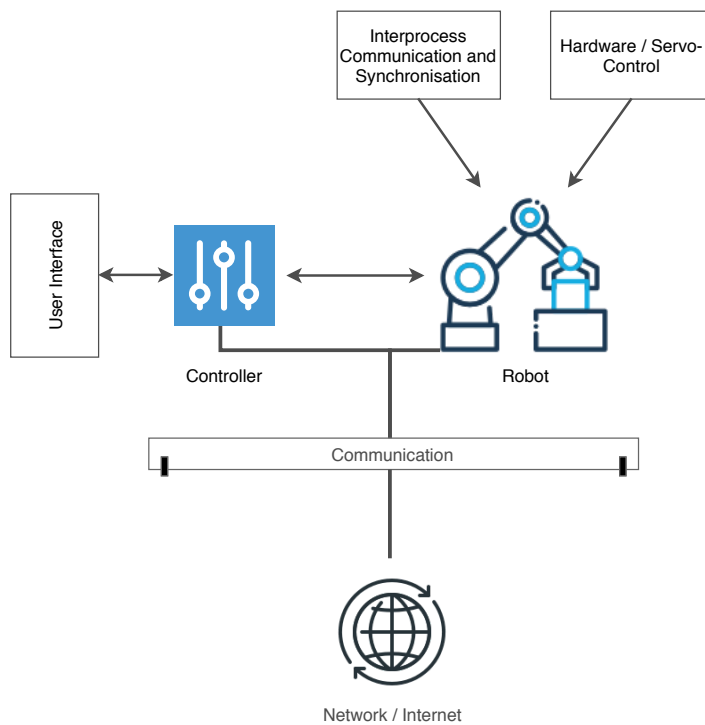 Interprocess
Communication and
Synchronisation
Hardware / Servo-
Control
User Interface
Controller
Robot
Communication
Network / Internet